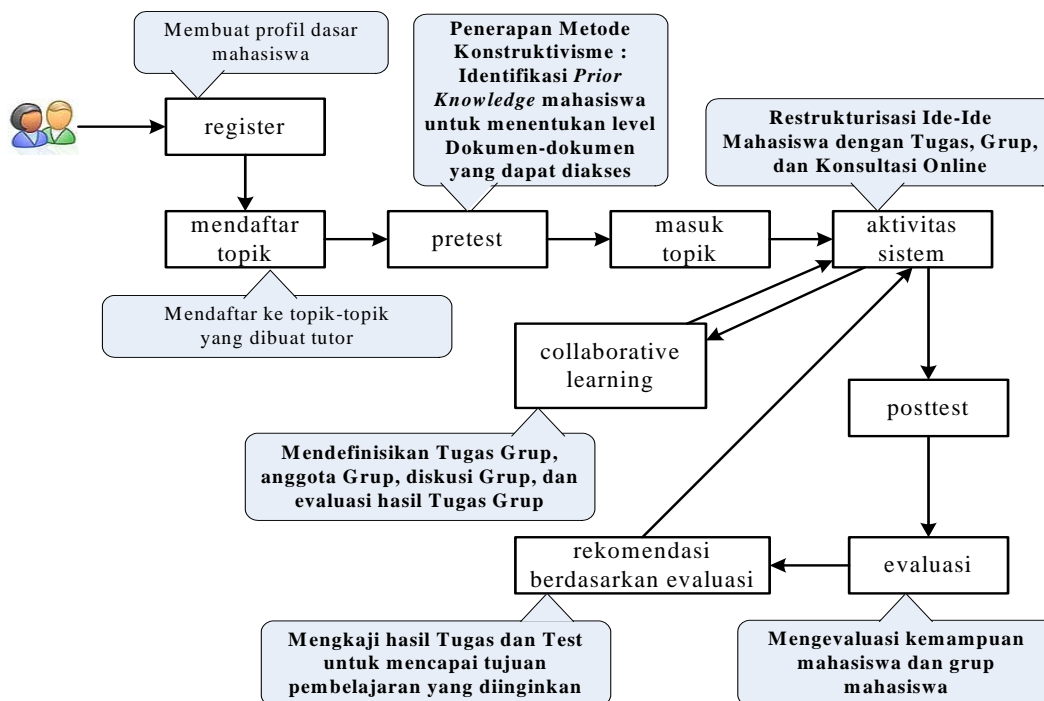 Membuat profil dasar
mahasiswa
Penerapan Metode
Konstruktivisme :
Identifikasi Prior
Knowledge mahasiswa
untuk menentukan level
Dokumen-dokumen
yang dapat diakses
Restrukturisasi Ide-Ide
Mahasiswa dengan Tugas, Grup,
dan Konsultasi Online
register
mendaftar
topik
pretest
masuk
topik
aktivitas
sistem
Mendaftar ke topik-topik
yang dibuat tutor
collaborative
learning
posttest
Mendefinisikan Tugas Grup,
anggota Grup, diskusi Grup, dan
evaluasi hasil Tugas Grup
rekomendasi
berdasarkan evaluasi
evaluasi
Mengkaji hasil Tugas dan Test
untuk mencapai tujuan
pembelajaran yang diinginkan
Mengevaluasi kemampuan
mahasiswa dan grup
mahasiswa